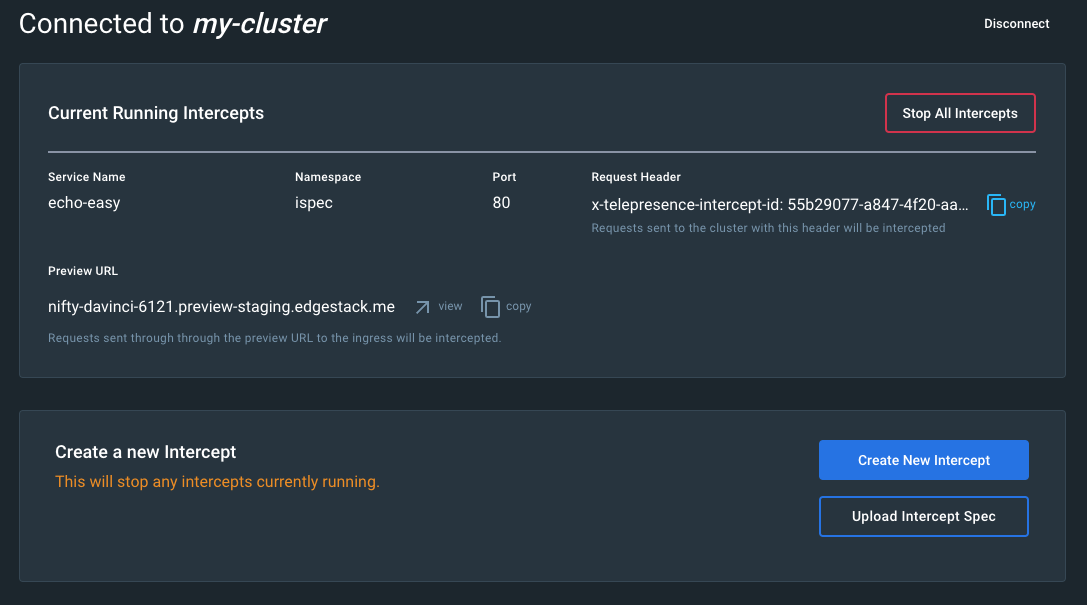 Connected to my-cluster
Disconnect
Current Running Intercepts
Stop All Intercepts
Service Name
Namespace
Port
Request Header
echo-easy
ispec
80
x-telepresence-intercept-id: 55b29077-a847-4f20-aa...
copy
Requests sent to the cluster with this header will be intercepted
Preview URL
nifty-davinci-6121.preview-staging.edgestack.me
view
copy
Requests sent through through the preview URL to the ingress will be intercepted.
Create a new Intercept
Create New Intercept
This will stop any intercepts currently running.
Upload Intercept Spec